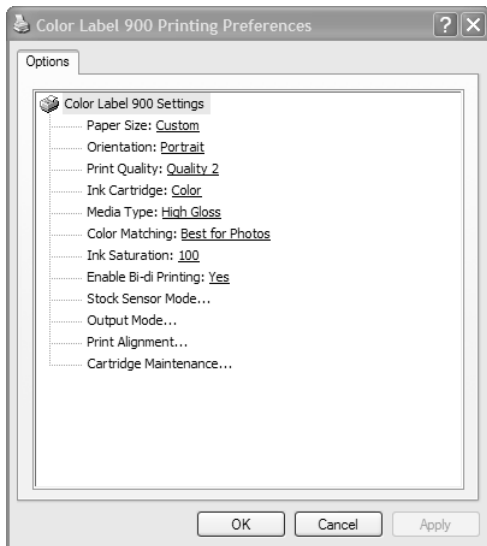 Color Label 900 Printing Preferences
Options
Color Label 900 Settings
Paper Size: Custom
Orientation: Portrait
Print Quality: Quality 2
Ink Cartridge: Color
Media Type: High Gloss
Color Matching: Best for Photos
Ink Saturation: 100
Enable Bi-di Printing: Yes
Stock Sensor Mode...
Output Mode...
Print Alignment...
Cartridge Maintenance...
OK Cancel Apply